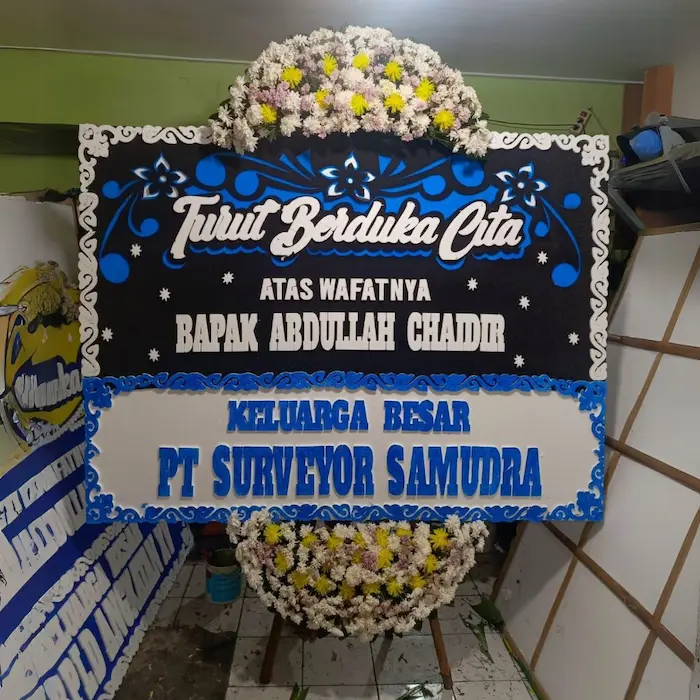 Turut Berduka Cita
ATAS WAFATNYA
BAPAK ABDULLAH CHAIDIR
KELUARGA BESAR
PT SURVEYOR SAMUDRA